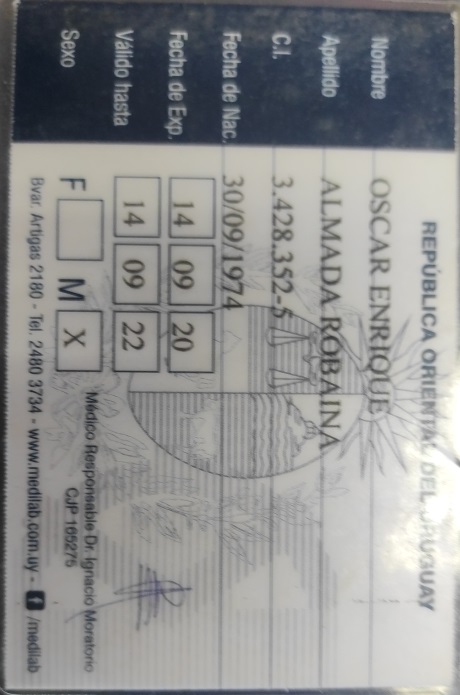 REPÚBLICA ORIENTAL DEL URUGUAY
Nombre OSCAR ENRIQUE
Apellido ALMADA ROBAINA
C.I. 3.428.352-5
Fecha de Nac. 30/09/1974
Fecha de Exp. 14 09 20
Válido hasta 14 09 22
Sexo F M X
Médico Responsable Dr. Ignacio Moratorio
CJP 165275
Bvar. Artigas 2180 - Tel. 2480 3734 - www.medilab.com.uy - f /medilab